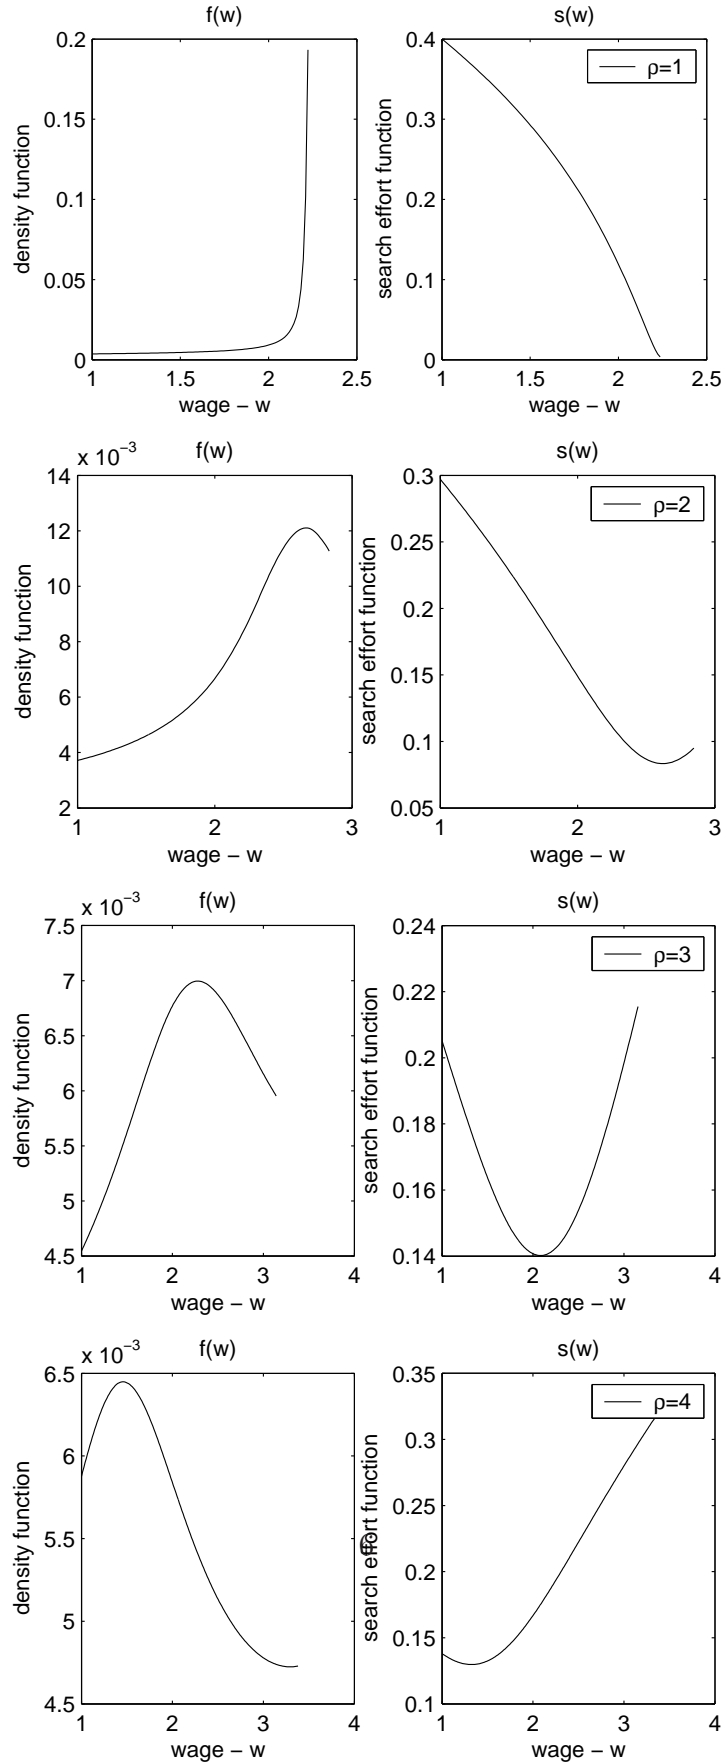 f(w)
s(w)
density function
0.2
0.15
0.1
0.05
0
1
1.5
2
2.5
wage − w
search effort function
0.4
0.3
0.2
0.1
0
ρ=1
1
1.5
2
2.5
wage − w
x 10−3
f(w)
s(w)
density function
14
12
10
8
6
4
2
1
2
3
wage − w
search effort function
0.3
0.25
0.2
0.15
0.1
0.05
ρ=2
1
2
3
wage − w
x 10−3
f(w)
s(w)
density function
7.5
7
6.5
6
5.5
5
4.5
1
2
3
4
wage − w
search effort function
0.24
0.22
0.2
0.18
0.16
0.14
ρ=3
1
2
3
4
wage − w
x 10−3
f(w)
s(w)
density function
6.5
6
5.5
5
4.5
1
2
3
4
wage − w
search effort function
0.35
0.3
0.25
0.2
0.15
0.1
ρ=4
1
2
3
4
wage − w